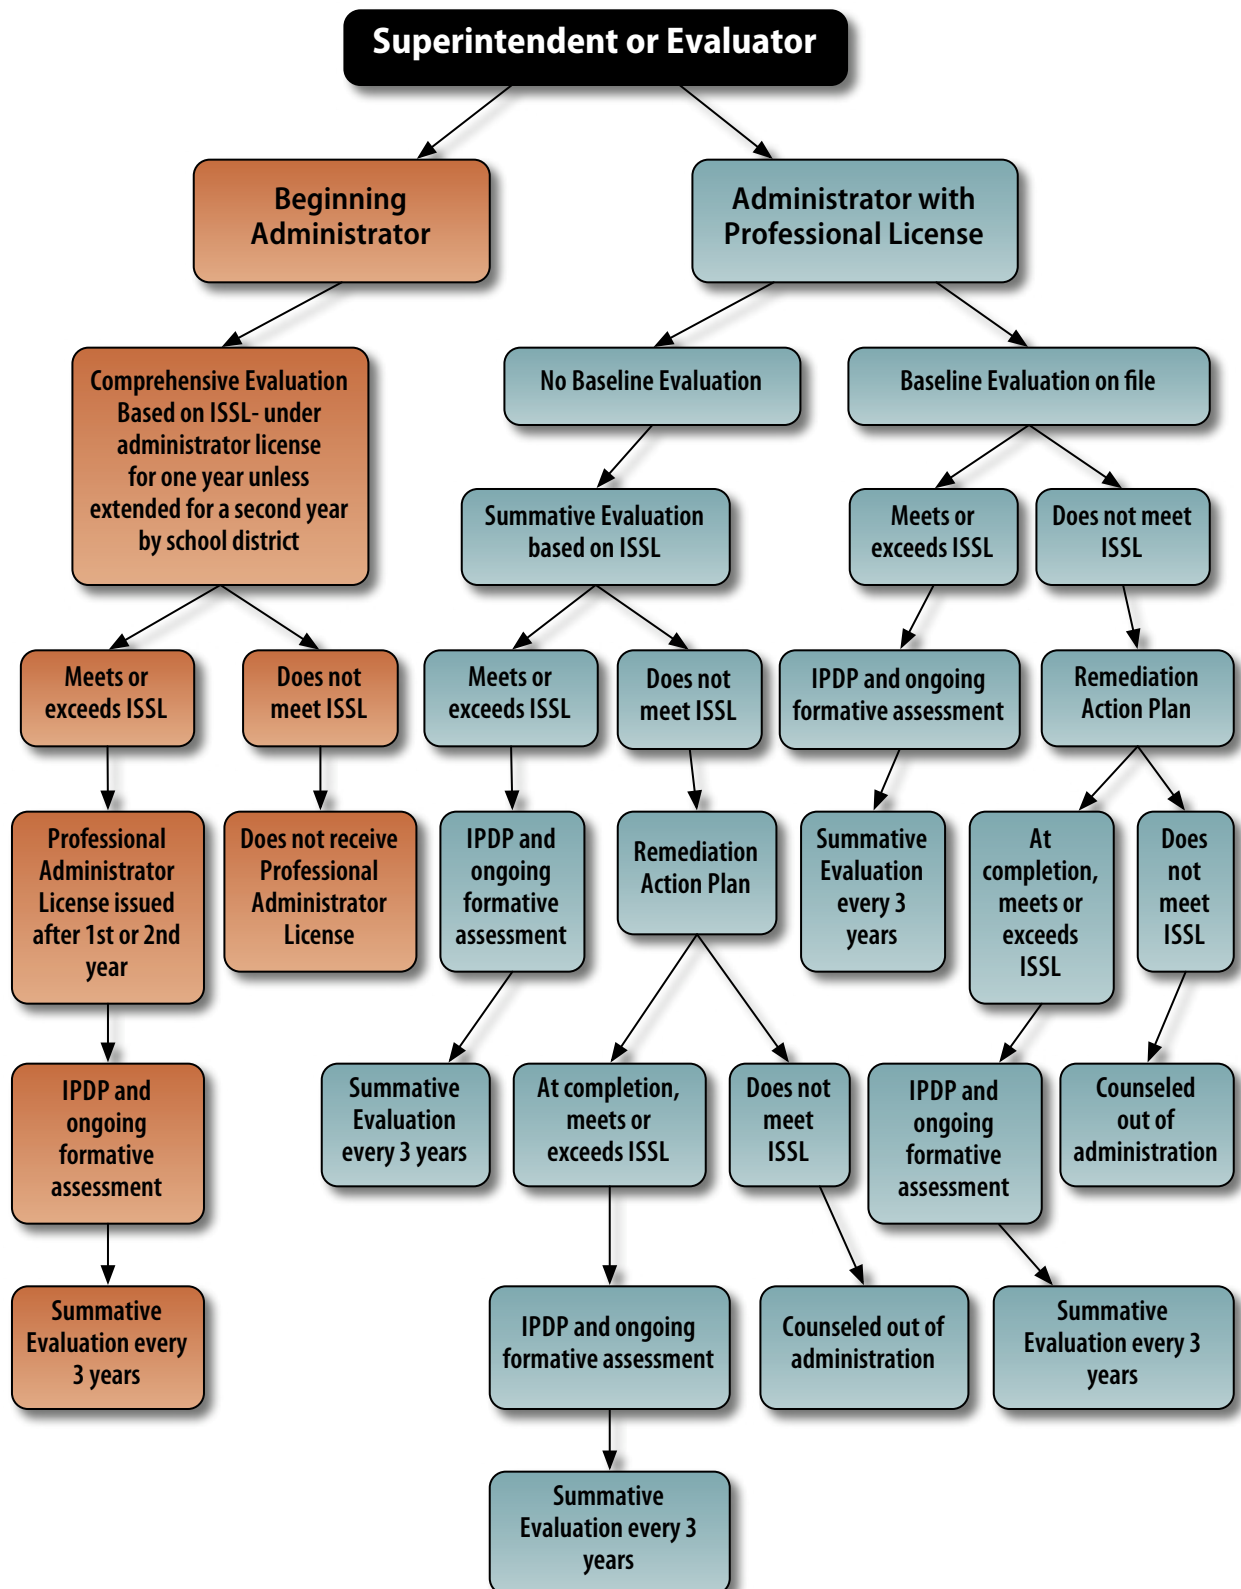 Superintendent or Evaluator
Beginning
Administrator
Administrator with
Professional License
Comprehensive Evaluation
Based on ISSL- under
administrator license
for one year unless
extended for a second year
by school district
No Baseline Evaluation
Baseline Evaluation on file
Summative Evaluation
based on ISSL
Meets or
exceeds ISSL
Does not meet
ISSL
Meets or
exceeds ISSL
Does not
meet ISSL
Meets or
exceeds ISSL
Does not
meet ISSL
IPDP and ongoing
formative assessment
Remediation
Action Plan
Professional
Administrator
License issued
after 1st or 2nd
year
Does not receive
Professional
Administrator
License
IPDP and
ongoing
formative
assessment
Remediation
Action Plan
Summative
Evaluation
every 3
years
At
completion,
meets or
exceeds
ISSL
Does
not
meet
ISSL
IPDP and
ongoing
formative
assessment
Summative
Evaluation
every 3 years
At completion,
meets or
exceeds ISSL
Does not
meet
ISSL
IPDP and
ongoing
formative
assessment
Counseled
out of
administration
Summative
Evaluation every
3 years
IPDP and ongoing
formative assessment
Counseled out of
administration
Summative
Evaluation every 3
years
Summative
Evaluation every 3
years